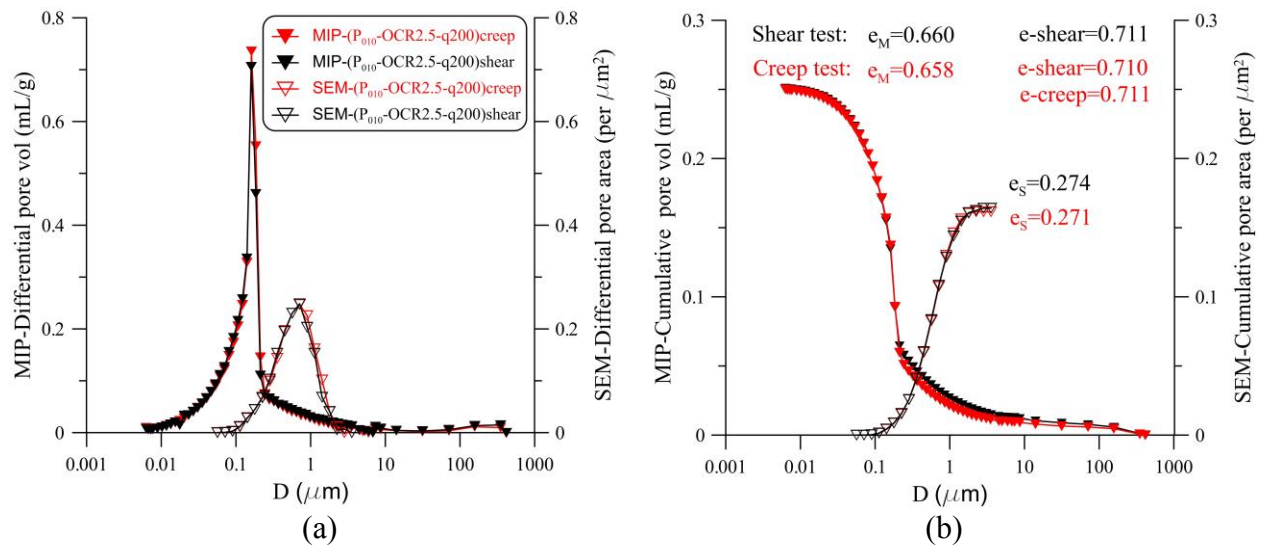 MIP-(P010-OCR2.5-q200)creep
MIP-(P010-OCR2.5-q200)shear
SEM-(P010-OCR2.5-q200)creep
SEM-(P010-OCR2.5-q200)shear
MIP-Differential pore vol (mL/g)
0.8
0.6
0.4
0.2
0
SEM-Differential pore area (per μm2)
0.8
0.6
0.4
0.2
0
0.001 0.01 0.1 1 10 100 1000
D (μm)
(a)
Shear test: eM=0.660 e-shear=0.711
Creep test: eM=0.658 e-shear=0.710
e-creep=0.711
eS=0.274
eS=0.271
MIP-Cumulative pore vol (mL/g)
0.3
0.2
0.1
0
SEM-Cumulative pore area (per μm2)
0.3
0.2
0.1
0
0.001 0.01 0.1 1 10 100 1000
D (μm)
(b)